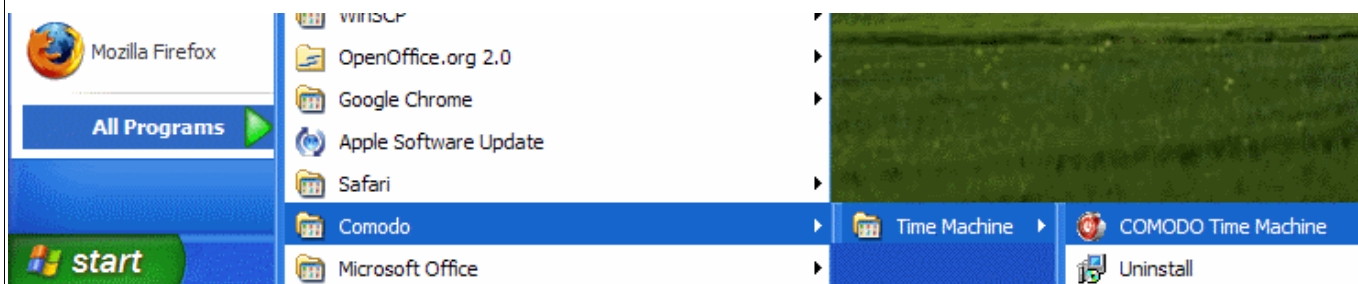 WinSCP
Mozilla Firefox
OpenOffice.org 2.0
Google Chrome
All Programs
Apple Software Update
Safari
Comodo
Time Machine
COMODO Time Machine
start
Microsoft Office
Uninstall